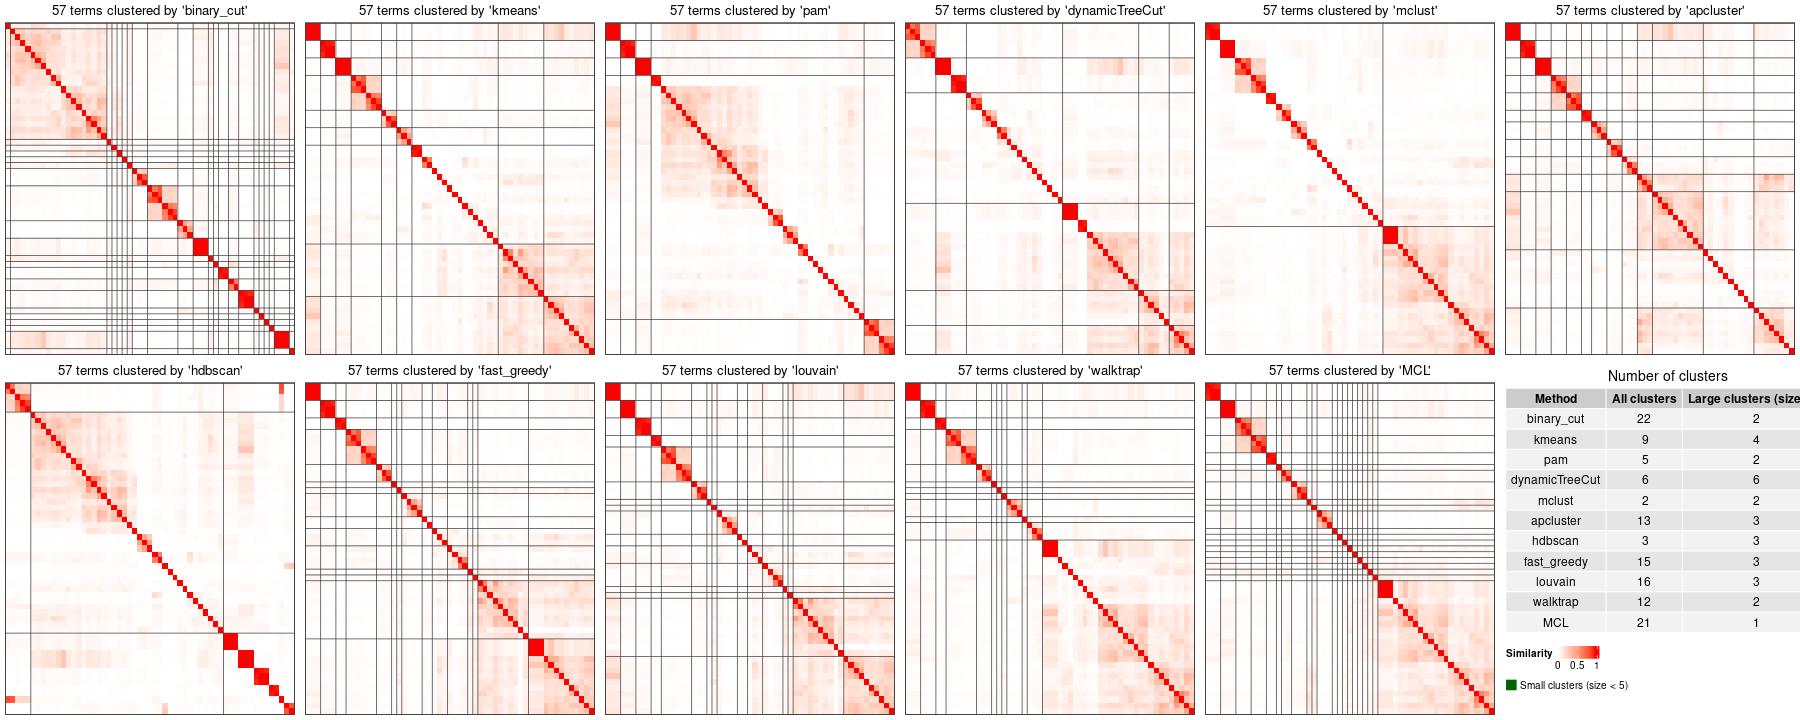 57 terms clustered by 'binary_cut'
57 terms clustered by 'kmeans'
57 terms clustered by 'pam'
57 terms clustered by 'dynamicTreeCut'
57 terms clustered by 'mclust'
57 terms clustered by 'apcluster'
57 terms clustered by 'hdbscan'
57 terms clustered by 'fast_greedy'
57 terms clustered by 'louvain'
57 terms clustered by 'walktrap'
57 terms clustered by 'MCL'
Number of clusters
Method All clusters Large clusters (size
binary_cut 22 2
kmeans 9 4
pam 5 2
dynamicTreeCut 6 6
mclust 2 2
apcluster 13 3
hdbscan 3 3
fast_greedy 15 3
louvain 16 3
walktrap 12 2
MCL 21 1
Similarity
0 0.5 1
Small clusters (size < 5)